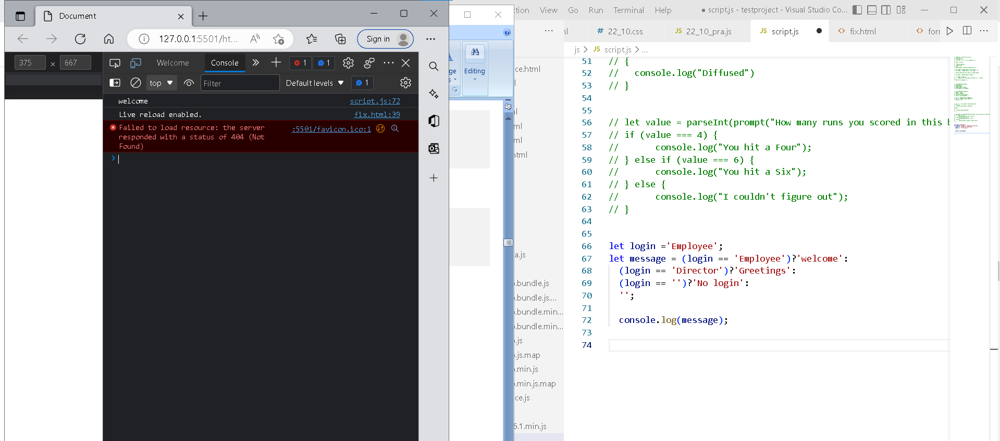 Document
127.0.0.1:5501/ht...
Sign in
375 × 667
Welcome
Console
1
1
top
Filter
Default levels
1
welcome
script.js:72
Live reload enabled.
fix.html:39
Failed to load resource: the server
responded with a status of 404 (Not
Found)
:5501/favicon.ico:1
Editing
View
Go
Run
Terminal
Help
● script.js - testproject - Visual Studio Co...
# 22_10.css
JS 22_10_pra.js
JS script.js
<> fix.html
js > JS script.js > ...
ce.html
ml
ml
html
a.js
.bundle.js
.bundle.js....
.bundle.min...
.bundle.min...
.js
.js.map
.min.js
.min.js.map
ce.js
6.1.min.js
51 // {
52 //   console.log("Diffused")
53 // }
54
55
56 // let value = parseInt(prompt("How many runs you scored in this
57 // if (value === 4) {
58 //       console.log("You hit a Four");
59 // } else if (value === 6) {
60 //       console.log("You hit a Six");
61 // } else {
62 //       console.log("I couldn't figure out");
63 // }
64
65
66 let login ='Employee';
67 let message = (login == 'Employee')?'welcome':
68   (login == 'Director')?'Greetings':
69   (login == '')?'No login':
70   '';
71
72   console.log(message);
73
74